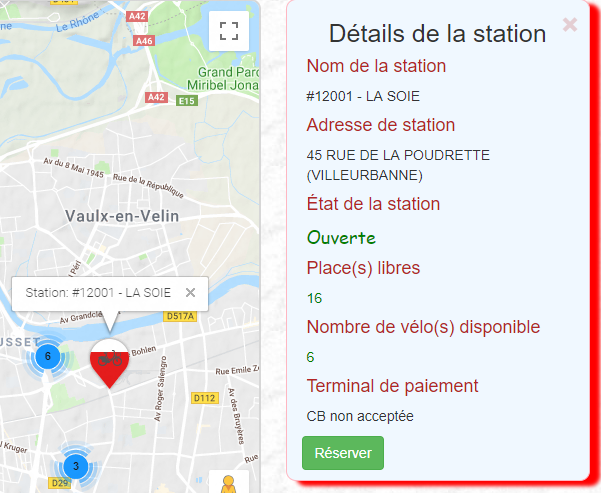 Le Rhône
A42
A46
Grand Parc
Miribel Jona
A42
E15
Av du 8 Mai 1945
Rue de la République
Vaulx-en-Velin
Péri
Station: #12001 - LA SOIE ×
Av Grandclé
D517A
USSET
6
Bohlen
Rue Emile Zo
Av Roger Salengro
D112
Av des Bruyères
J Kruger
3
D29
Détails de la station
×
Nom de la station
#12001 - LA SOIE
Adresse de station
45 RUE DE LA POUDRETTE
(VILLEURBANNE)
État de la station
Ouverte
Place(s) libres
16
Nombre de vélo(s) disponible
6
Terminal de paiement
CB non acceptée
Réserver